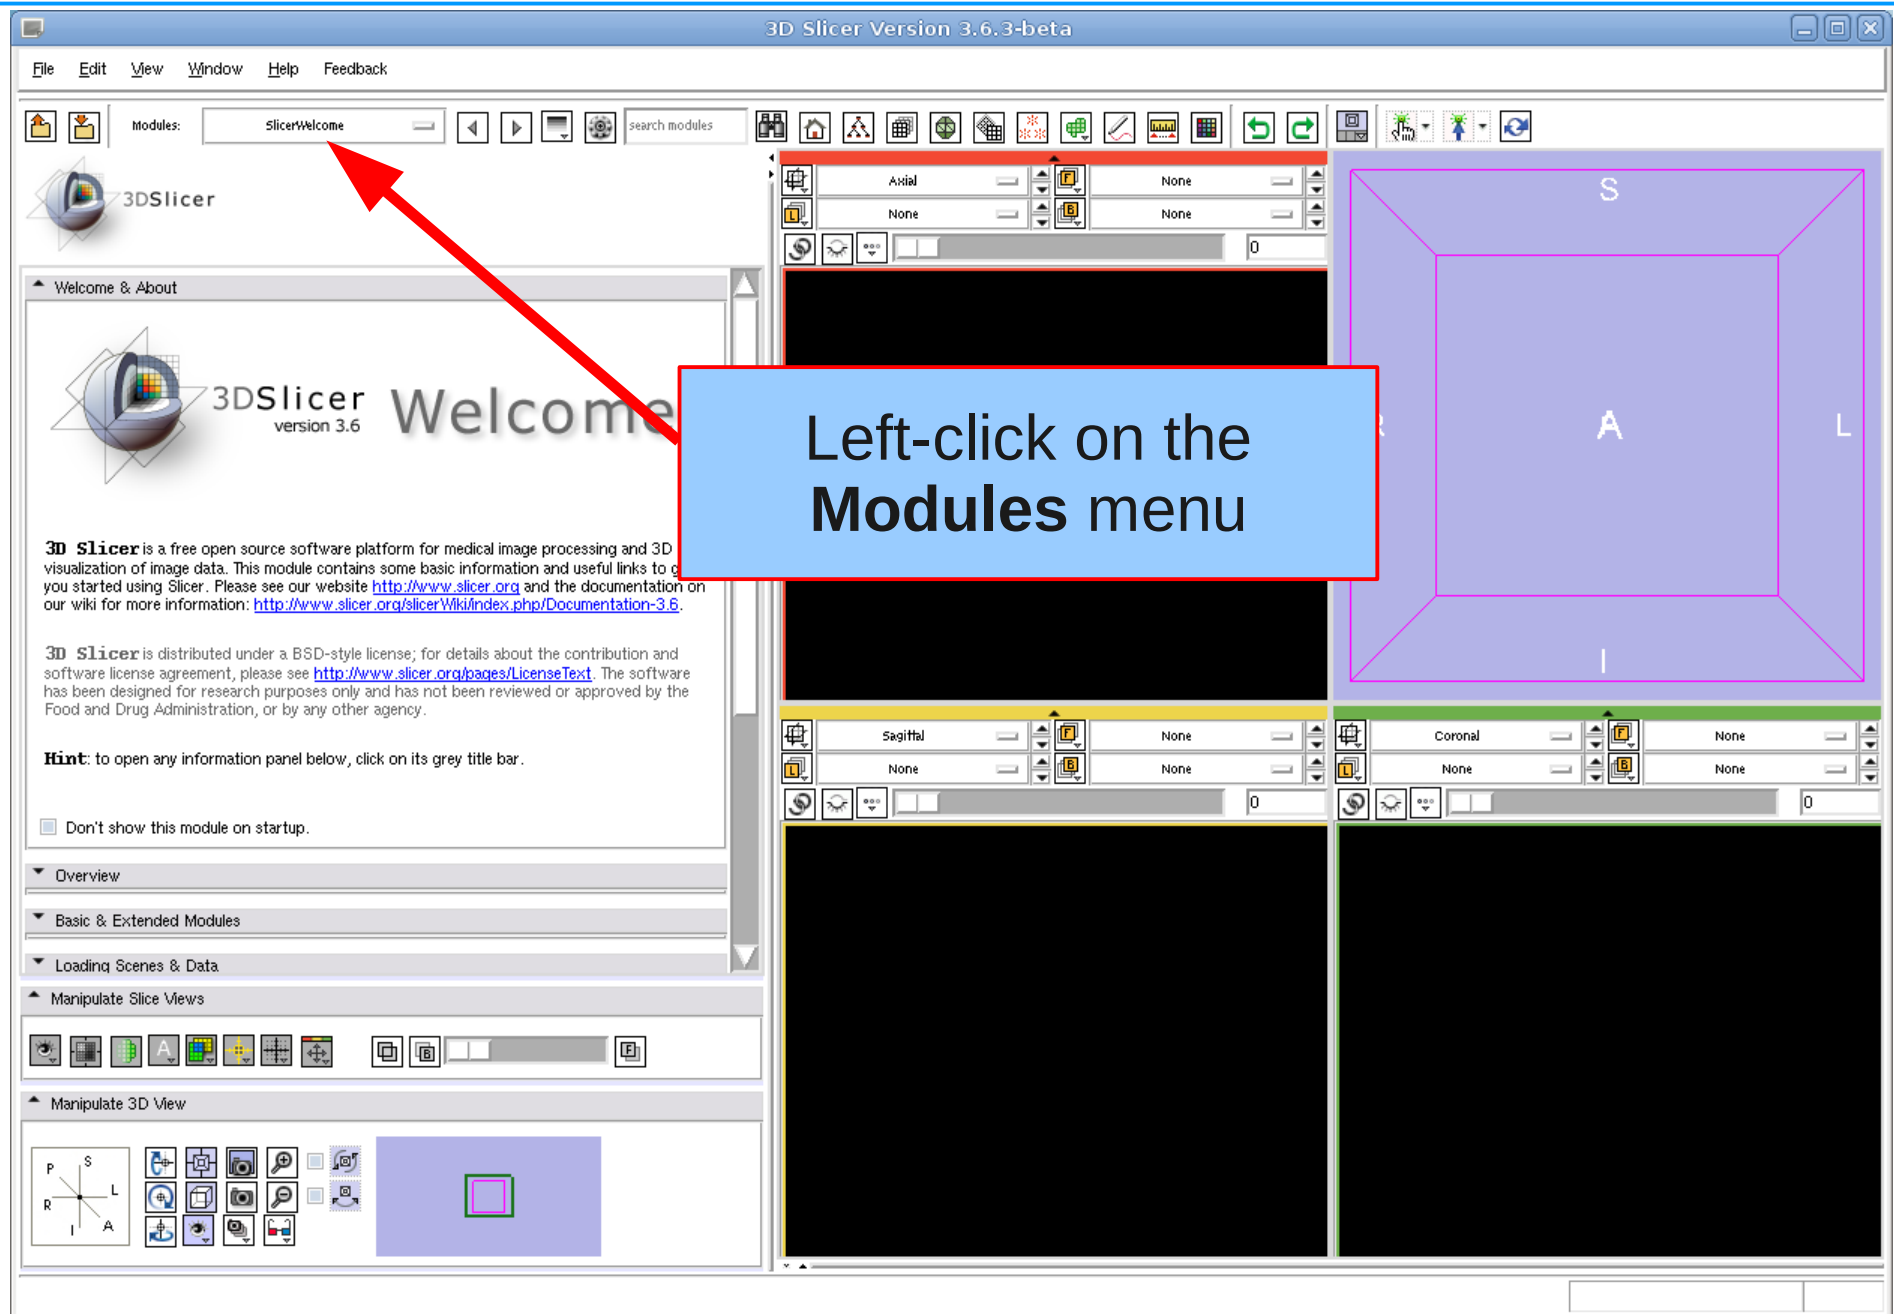 3D Slicer Version 3.6.3-beta
File Edit View Window Help Feedback
Modules: SlicerWelcome search modules
3DSlicer
Welcome & About
3DSlicer
version 3.6
Welcome
3D Slicer is a free open source software platform for medical image processing and 3D
visualization of image data. This module contains some basic information and useful links to
you started using Slicer. Please see our website http://www.slicer.org and the documentation on
our wiki for more information: http://www.slicer.org/slicerWiki/index.php/Documentation-3.6.
3D Slicer is distributed under a BSD-style license; for details about the contribution and
software license agreement, please see http://www.slicer.org/pages/LicenseText. The software
has been designed for research purposes only and has not been reviewed or approved by the
Food and Drug Administration, or by any other agency.
Hint: to open any information panel below, click on its grey title bar.
Don't show this module on startup.
Overview
Basic & Extended Modules
Loading Scenes & Data
Manipulate Slice Views
A B F
Manipulate 3D View
P S
R L
I A
Axial F None
L None B None
0
Left-click on the
Modules menu
S
A L
I
Sagittal F None
L None B None
0
Coronal F None
L None B None
0